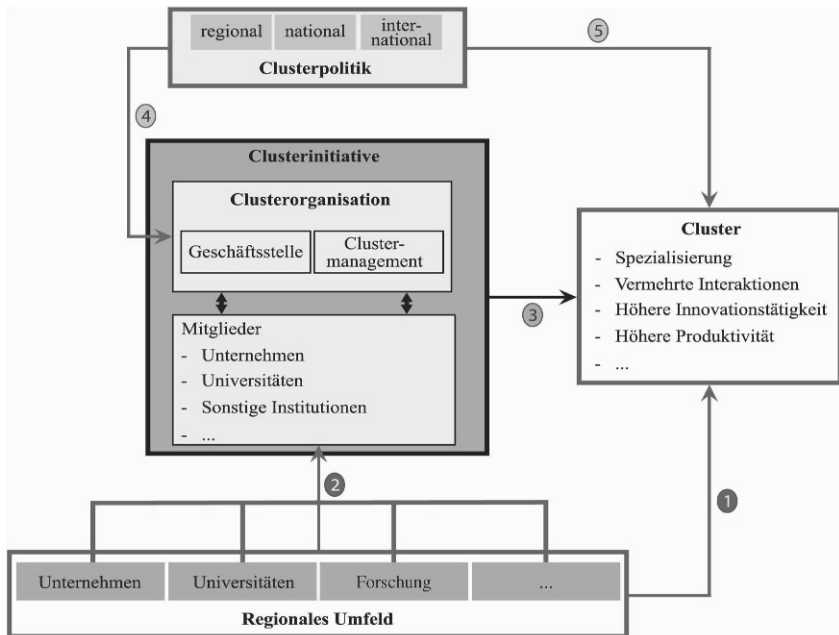 regional national inter-
national
Clusterpolitik
5
4
Clusterinitiative
Clusterorganisation
Geschäftsstelle Cluster-
management
Cluster
- Spezialisierung
- Vermehrte Interaktionen
- Höhere Innovationstätigkeit
- Höhere Produktivität
- ...
3
Mitglieder
- Unternehmen
- Universitäten
- Sonstige Institutionen
- ...
2
1
Unternehmen Universitäten Forschung ...
Regionales Umfeld